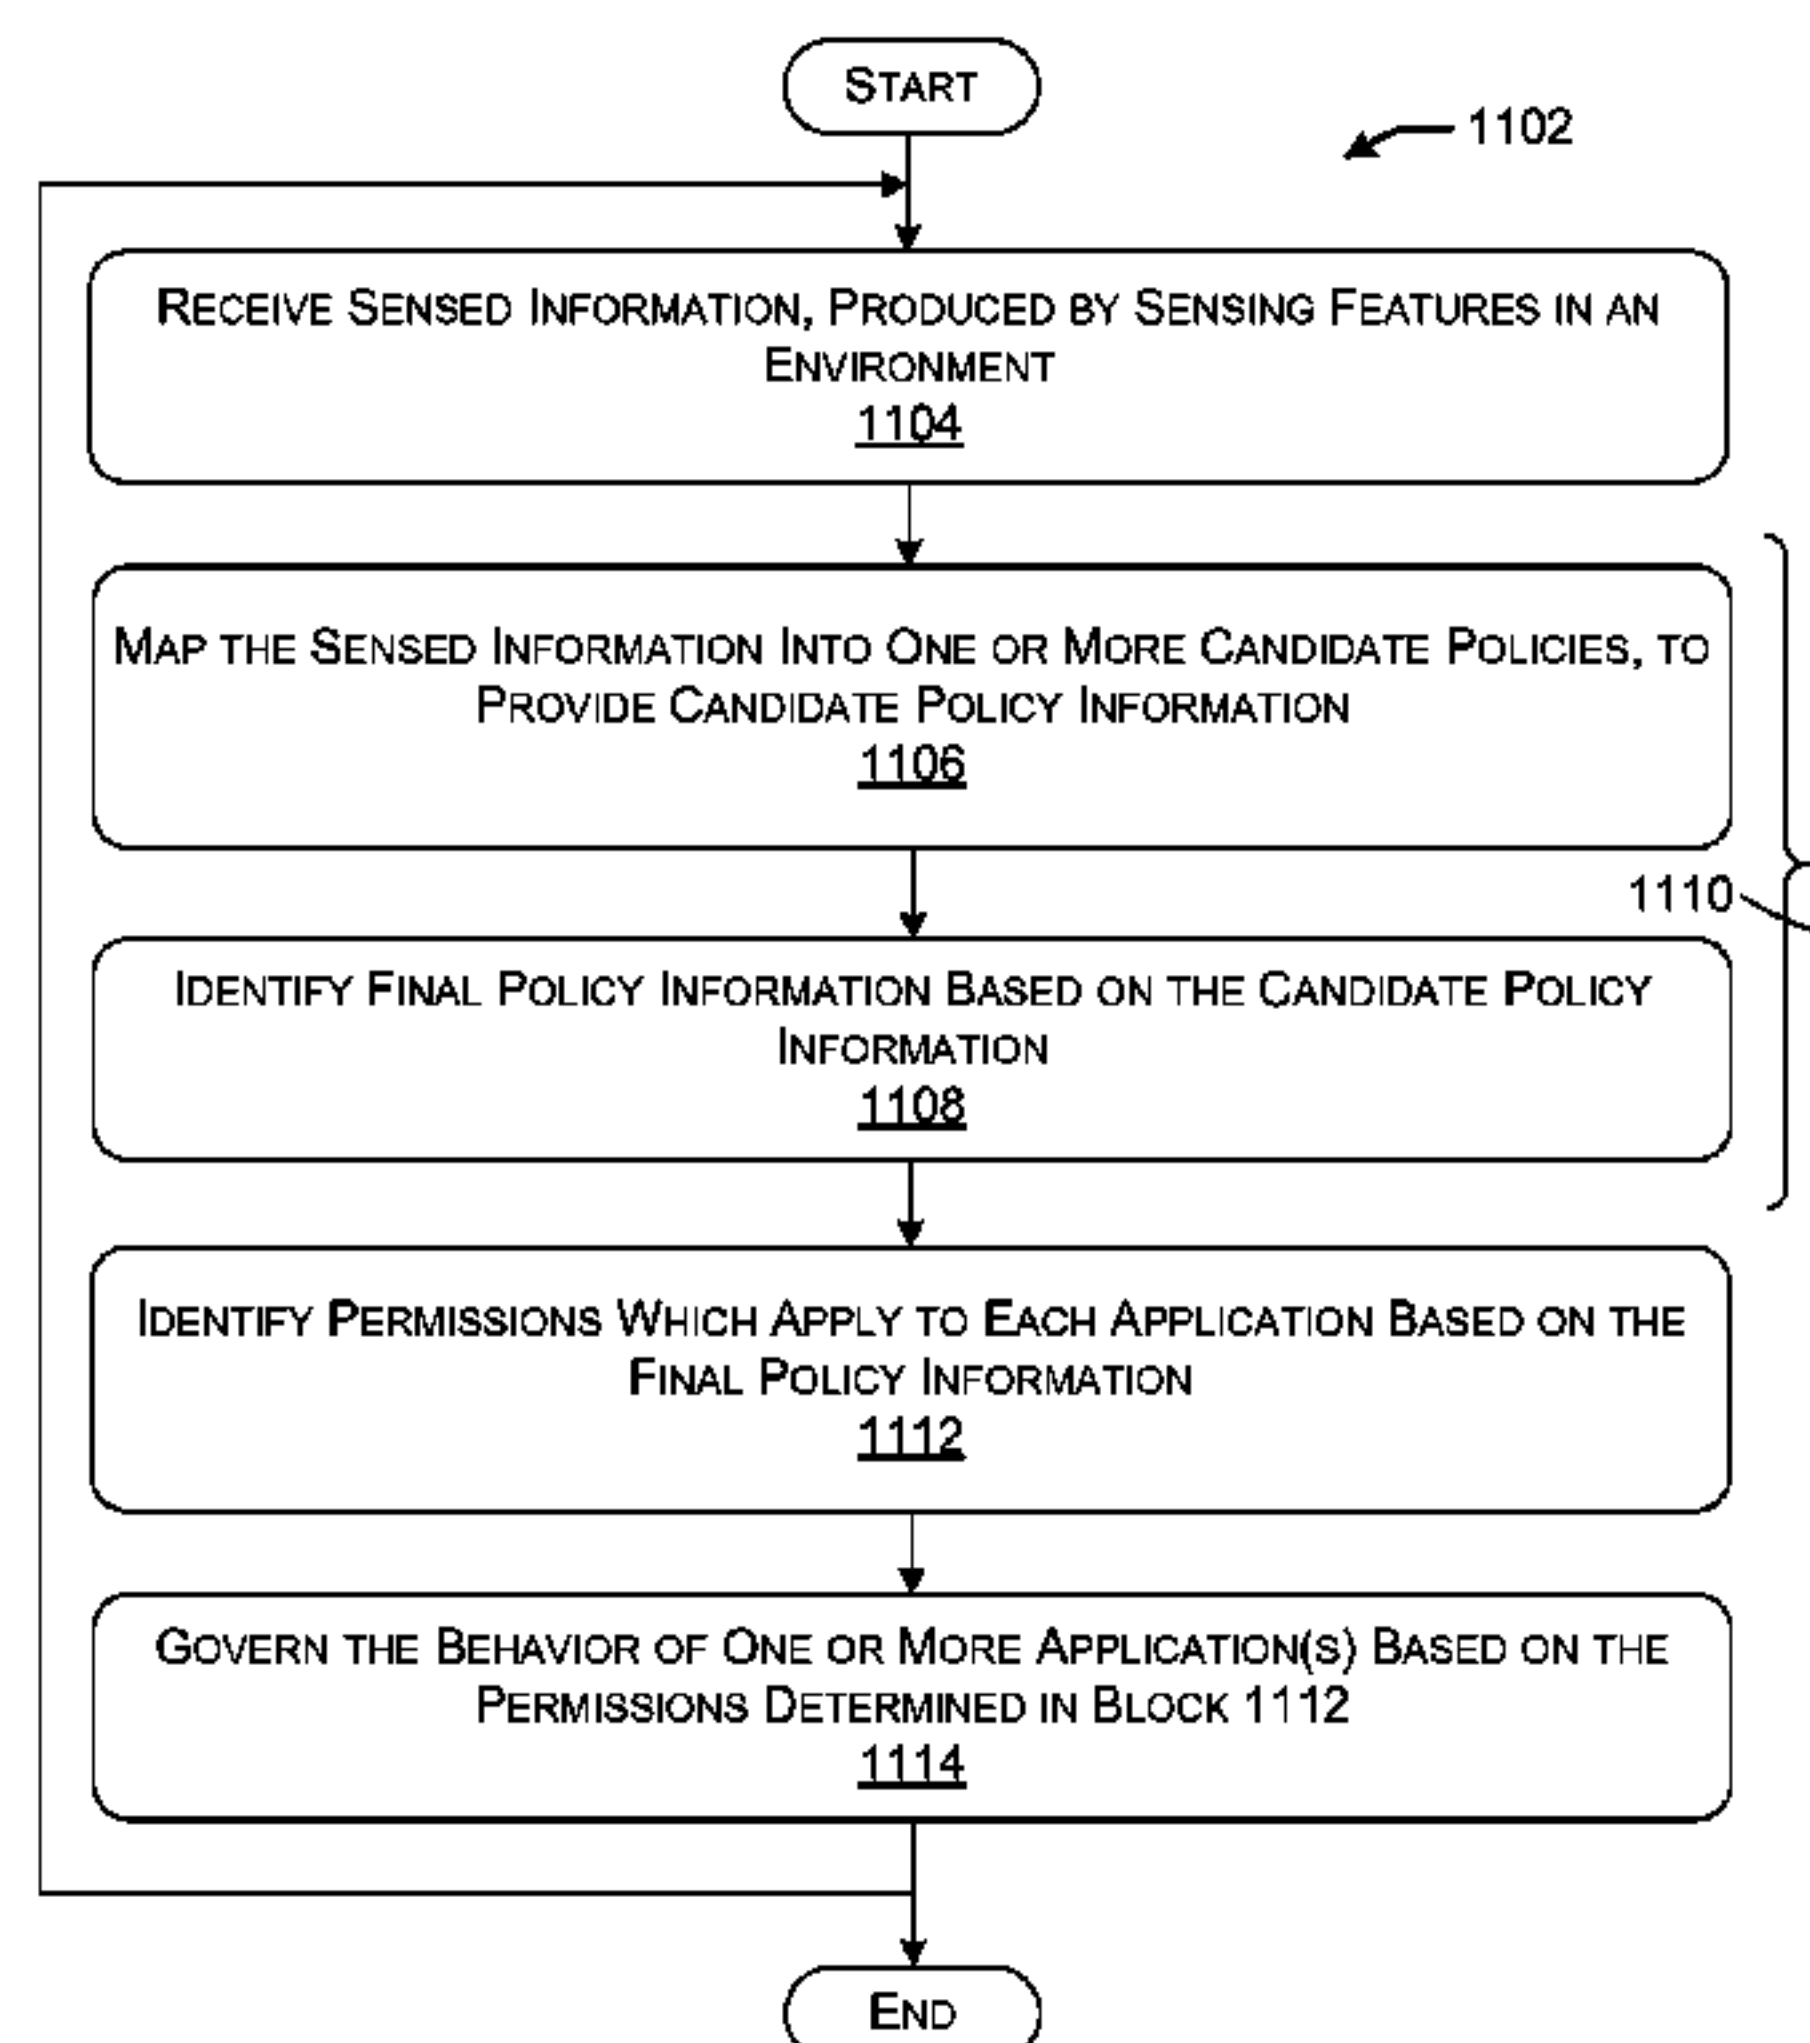 START
1102
RECEIVE SENSED INFORMATION, PRODUCED BY SENSING FEATURES IN AN
ENVIRONMENT
1104
MAP THE SENSED INFORMATION INTO ONE OR MORE CANDIDATE POLICIES, TO
PROVIDE CANDIDATE POLICY INFORMATION
1106
1110
IDENTIFY FINAL POLICY INFORMATION BASED ON THE CANDIDATE POLICY
INFORMATION
1108
IDENTIFY PERMISSIONS WHICH APPLY TO EACH APPLICATION BASED ON THE
FINAL POLICY INFORMATION
1112
GOVERN THE BEHAVIOR OF ONE OR MORE APPLICATION(S) BASED ON THE
PERMISSIONS DETERMINED IN BLOCK 1112
1114
END